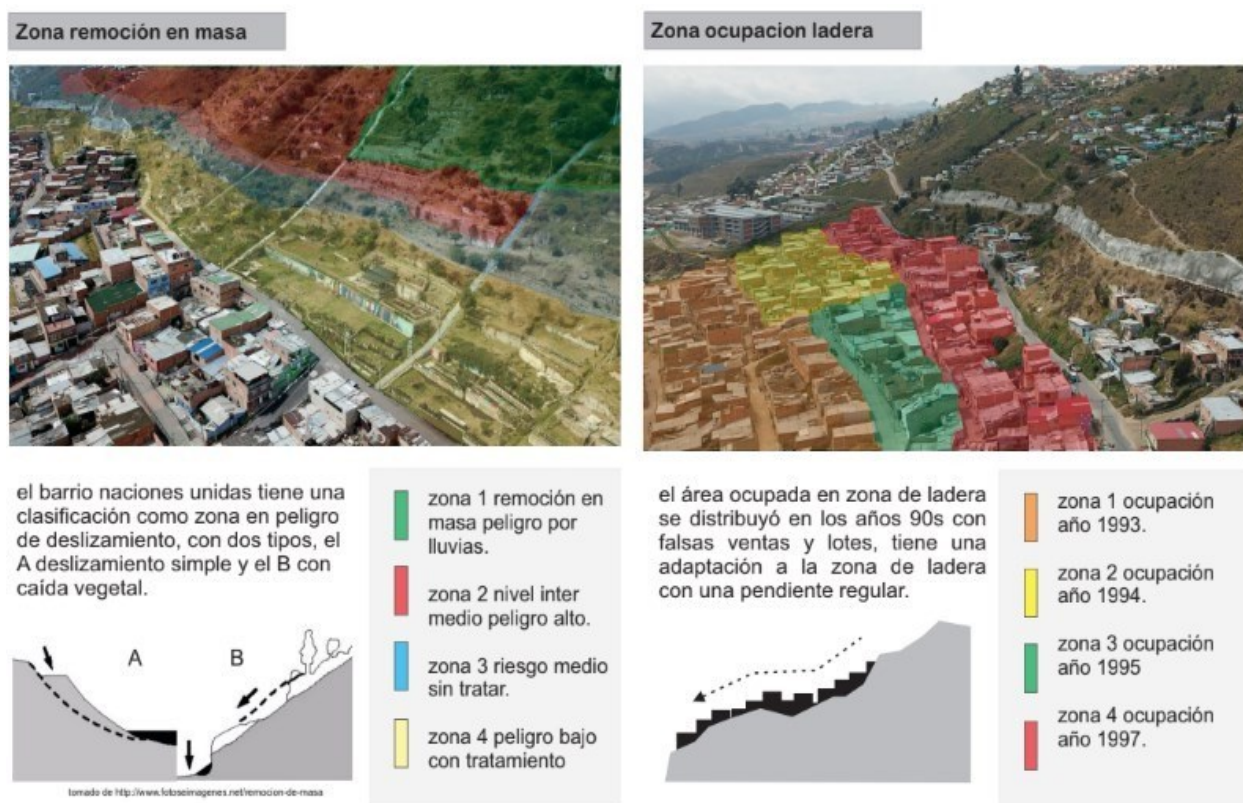 Zona remoción en masa
el barrio naciones unidas tiene una
clasificación como zona en peligro
de deslizamiento, con dos tipos, el
A deslizamiento simple y el B con
caída vegetal.
A
B
tomado de http://www.fotoseimagenes.net/remocion-de-masa
zona 1 remoción en
masa peligro por
lluvias.
zona 2 nivel inter
medio peligro alto.
zona 3 riesgo medio
sin tratar.
zona 4 peligro bajo
con tratamiento
Zona ocupacion ladera
el área ocupada en zona de ladera
se distribuyó en los años 90s con
falsas ventas y lotes, tiene una
adaptación a la zona de ladera
con una pendiente regular.
zona 1 ocupación
año 1993.
zona 2 ocupación
año 1994.
zona 3 ocupación
año 1995
zona 4 ocupación
año 1997.